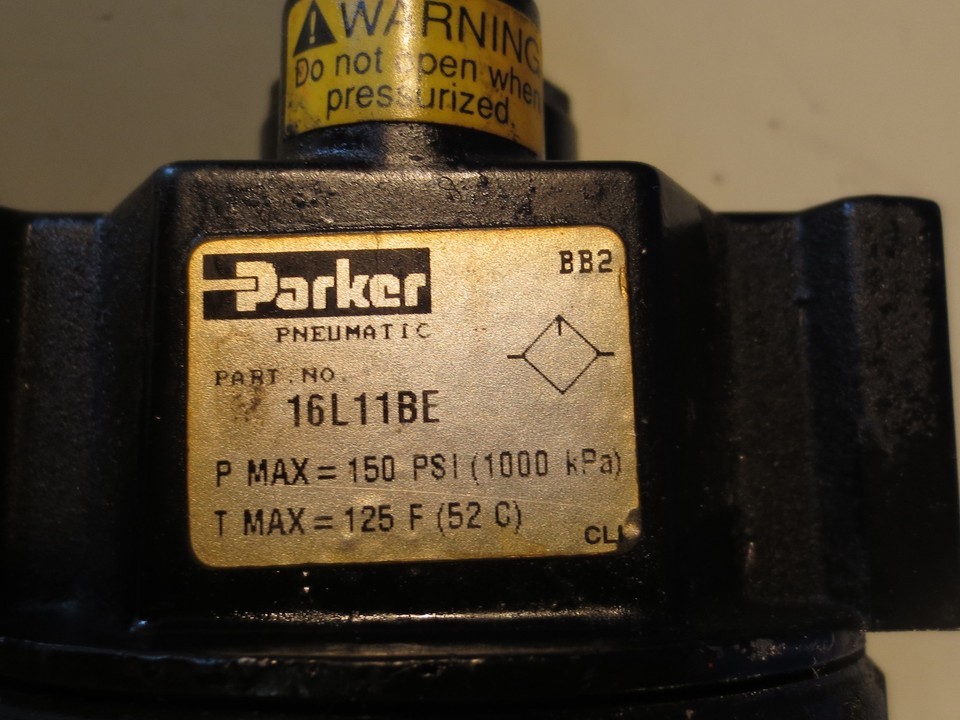 WARNING
Do not open when
pressurized.
Parker
BB2
PNEUMATIC
PART. NO.
16L11BE
P MAX = 150 PSI (1000 kPa)
T MAX = 125 F (52 C)